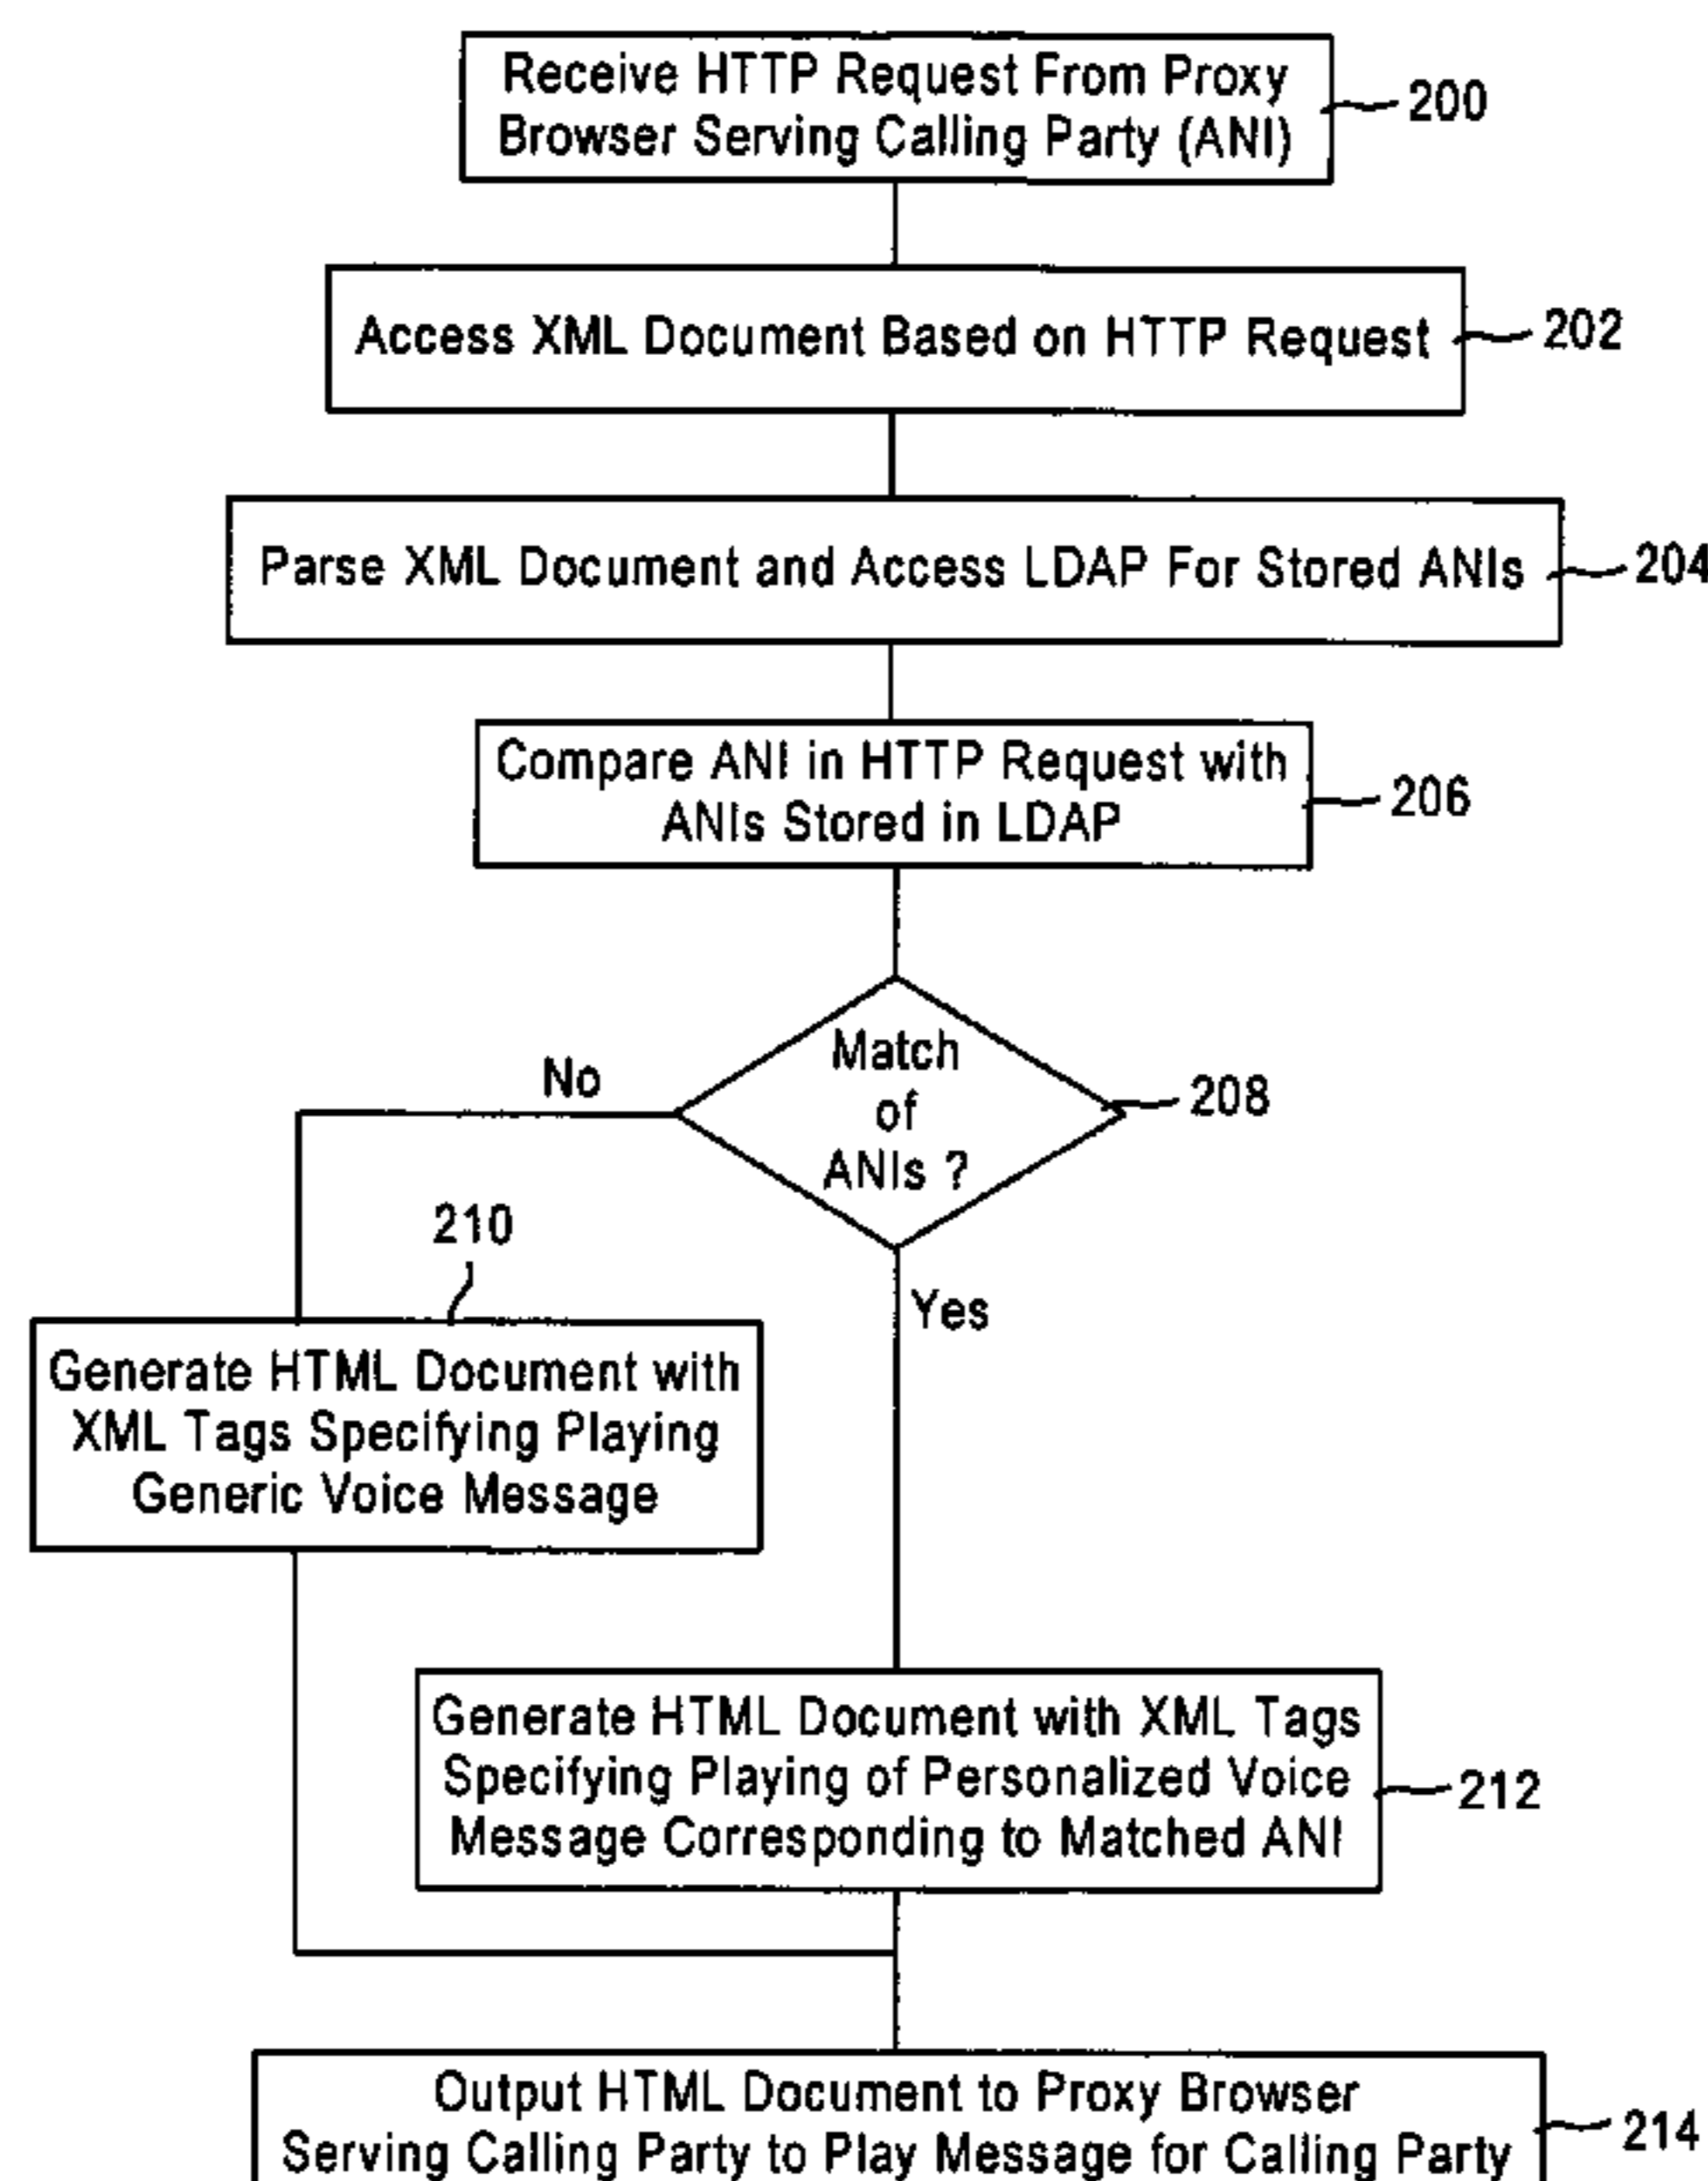 Receive HTTP Request From Proxy
Browser Serving Calling Party (ANI)
200
Access XML Document Based on HTTP Request
202
Parse XML Document and Access LDAP For Stored ANIs
204
Compare ANI in HTTP Request with
ANIs Stored in LDAP
206
Match
of
ANIs ?
208
No
Yes
210
Generate HTML Document with
XML Tags Specifying Playing
Generic Voice Message
Generate HTML Document with XML Tags
Specifying Playing of Personalized Voice
Message Corresponding to Matched ANI
212
Output HTML Document to Proxy Browser
Serving Calling Party to Play Message for Calling Party
214